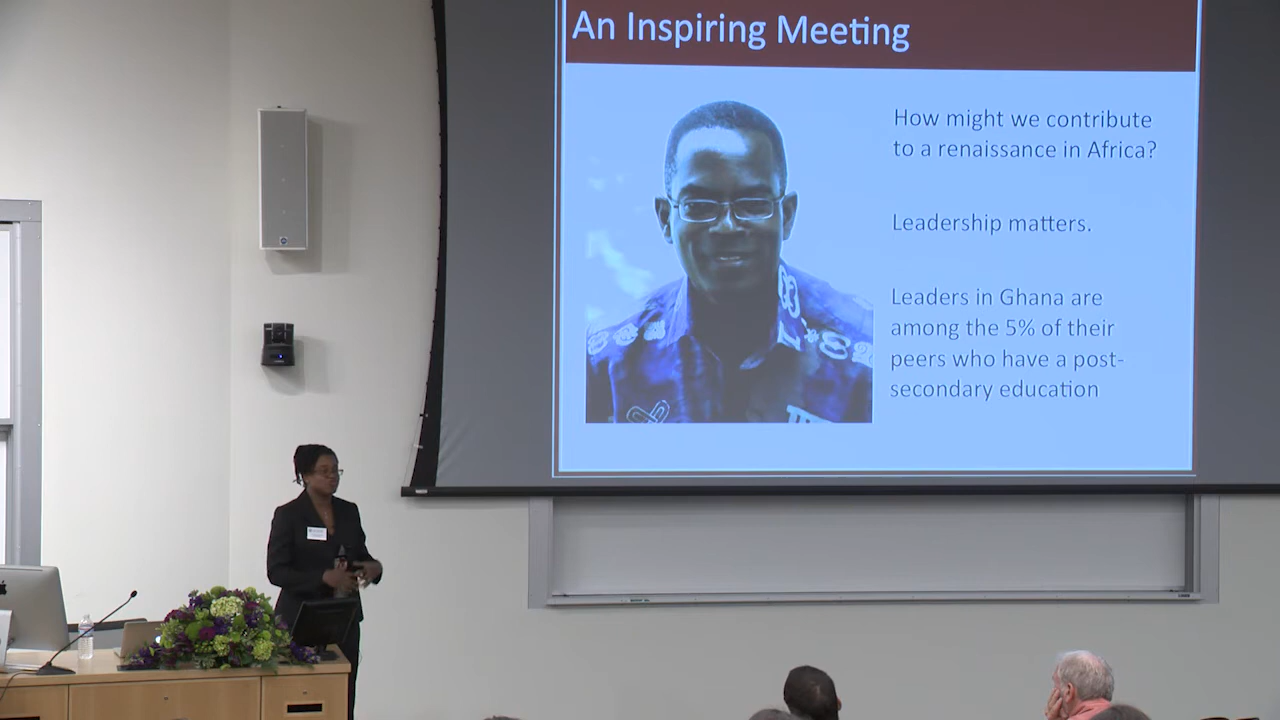 An Inspiring Meeting
How might we contribute
to a renaissance in Africa?
Leadership matters.
Leaders in Ghana are
among the 5% of their
peers who have a post-
secondary education